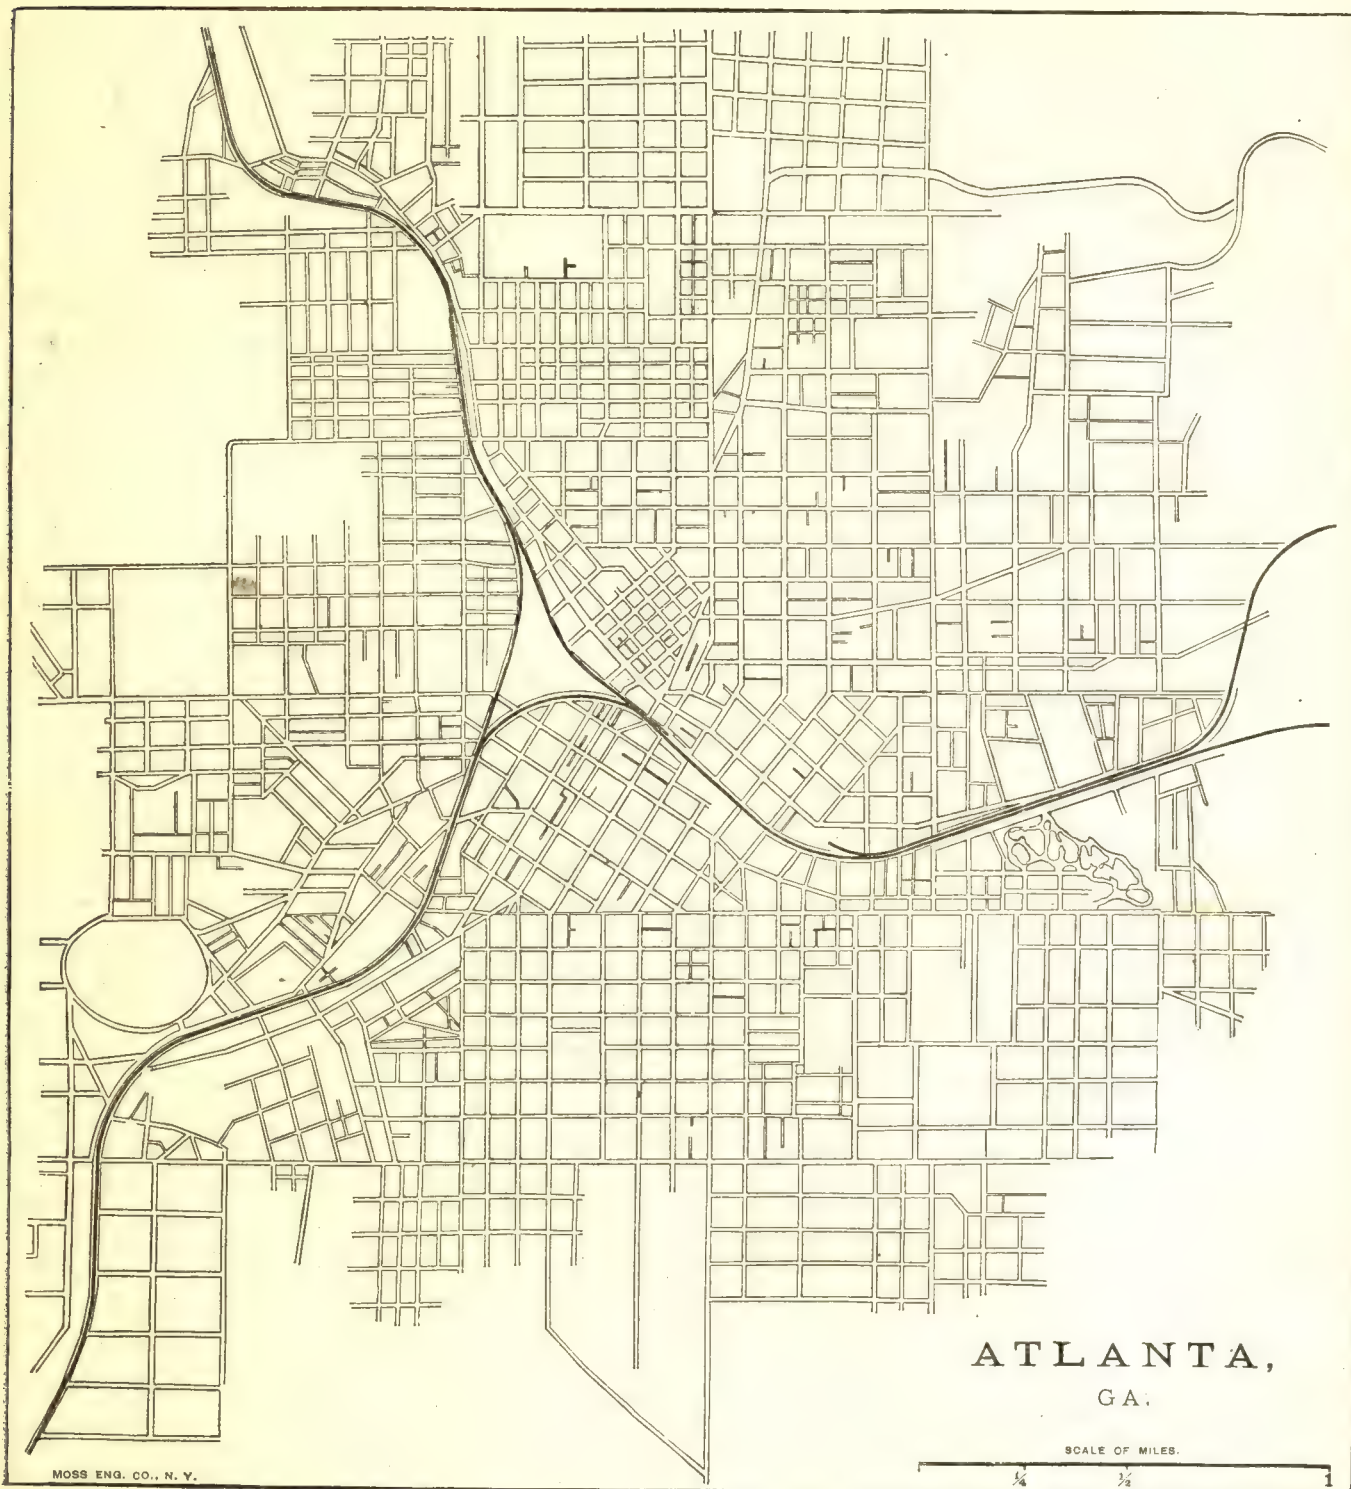 ATLANTA,
GA.
SCALE OF MILES.
¼ ½ 1
MOSS ENG. CO., N. Y.